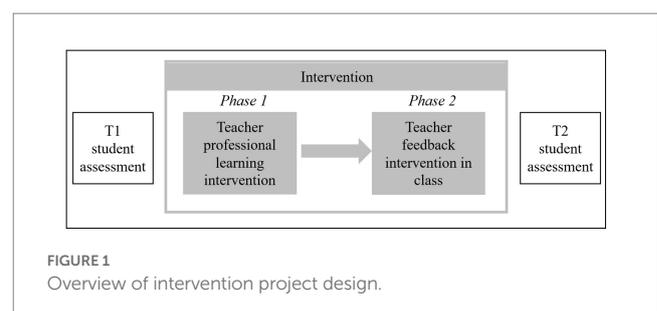 Intervention
Phase 1
Phase 2
T1
student
assessment
Teacher
professional
learning
intervention
Teacher
feedback
intervention in
class
T2
student
assessment
FIGURE 1
Overview of intervention project design.